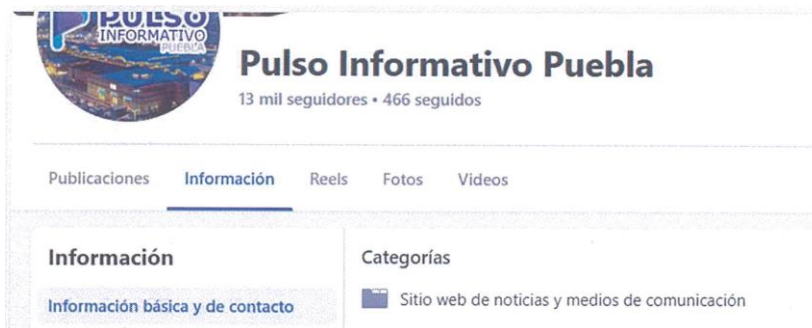 PULSO
INFORMATIVO
PUEBLA
Pulso Informativo Puebla
13 mil seguidores • 466 seguidos
Publicaciones Información Reels Fotos Videos
Información
Categorías
Información básica y de contacto
Sitio web de noticias y medios de comunicación